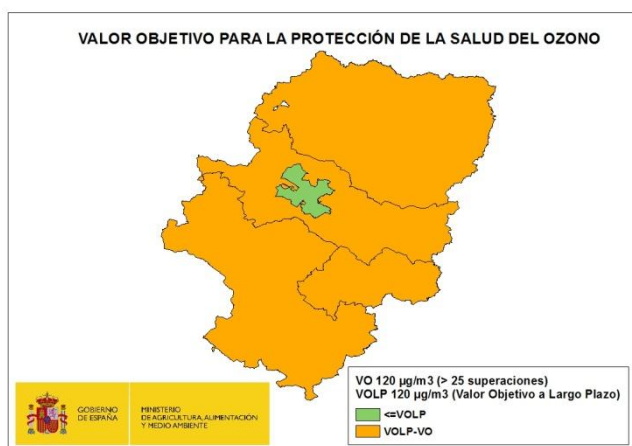 VALOR OBJETIVO PARA LA PROTECCIÓN DE LA SALUD DEL OZONO
VO 120 µg/m3 (> 25 superaciones)
VOLP 120 µg/m3 (Valor Objetivo a Largo Plazo)
<=VOLP
VOLP-VO
GOBIERNO
DE ESPAÑA
MINISTERIO
DE AGRICULTURA, ALIMENTACIÓN
Y MEDIO AMBIENTE